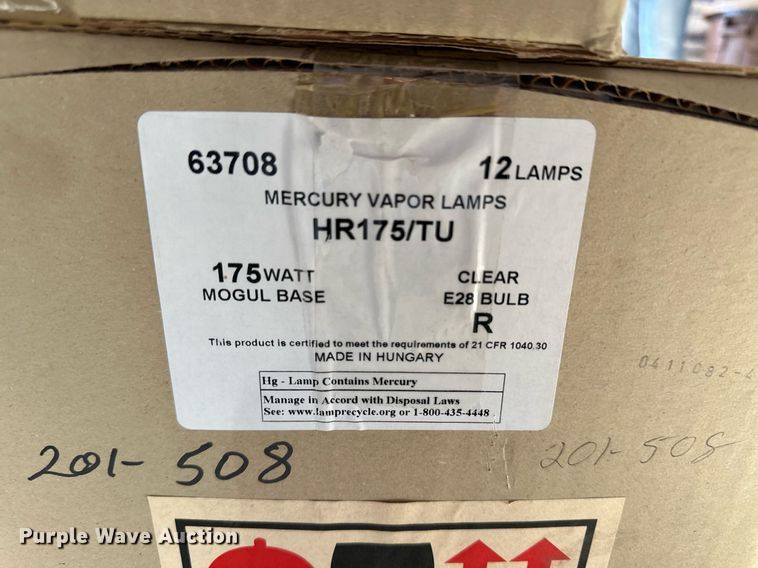 63708 12 LAMPS
MERCURY VAPOR LAMPS
HR175/TU
175 WATT CLEAR
MOGUL BASE E28 BULB
R
This product is certified to meet the requirements of 21 CFR 1040.30
MADE IN HUNGARY
Hg - Lamp Contains Mercury
Manage in Accord with Disposal Laws
See: www.lamprecycle.org or 1-800-435-4448
0411082-4
201-508 201-508
Purple Wave Auction